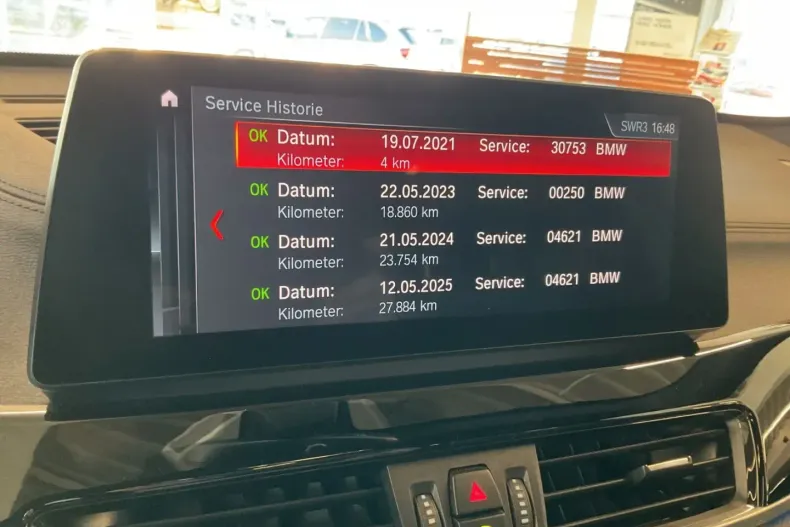 Service Historie
SWR3 16:48
OK Datum: 19.07.2021 Service: 30753 BMW
Kilometer: 4 km
OK Datum: 22.05.2023 Service: 00250 BMW
Kilometer: 18.860 km
OK Datum: 21.05.2024 Service: 04621 BMW
Kilometer: 23.754 km
OK Datum: 12.05.2025 Service: 04621 BMW
Kilometer: 27.884 km